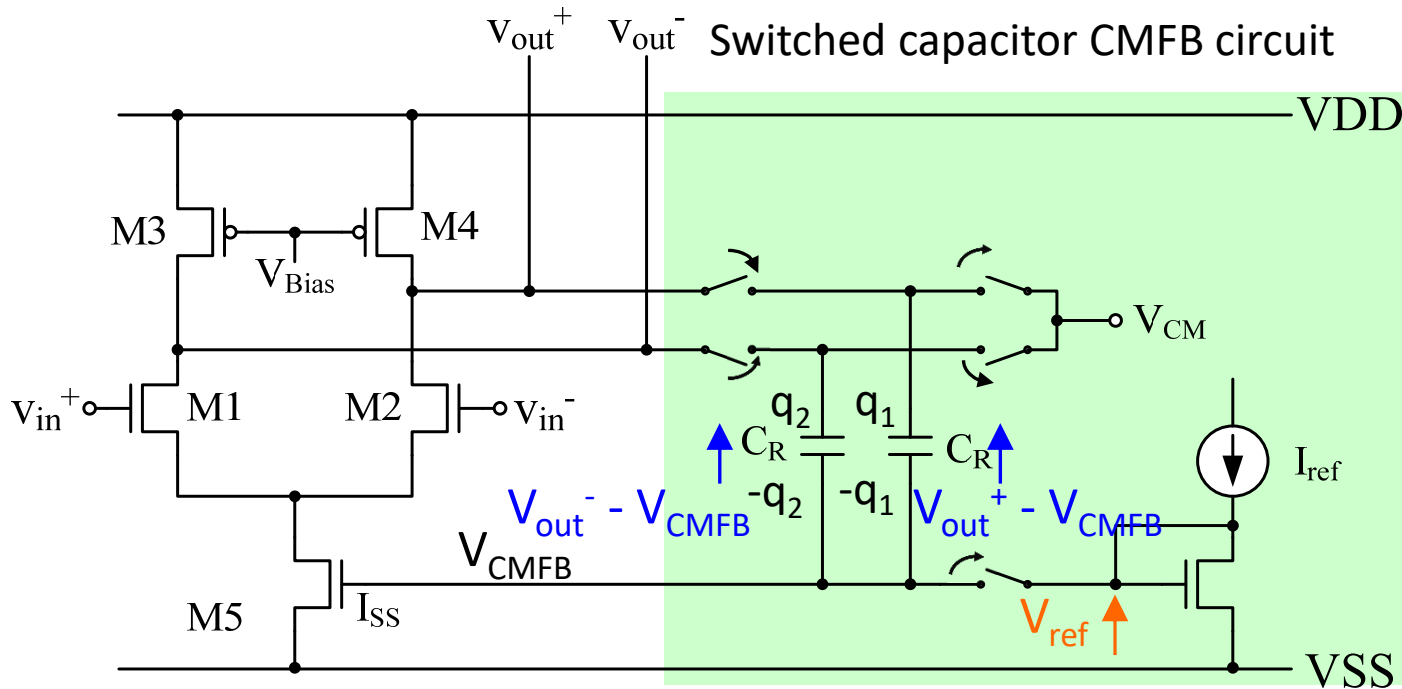 Switched capacitor CMFB circuit
vout+ vout-
VDD
M3 M4
VBias
VCM
vin+ M1 M2 vin-
q2 q1
CR CR
Iref
-q2 -q1
Vout- - VCMFB Vout+ - VCMFB
VCMFB
M5 ISS
Vref
VSS